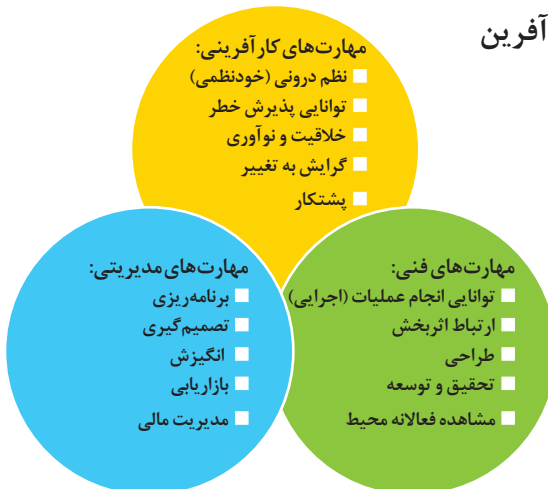 آفرین
مهارت‌های کارآفرینی:
نظم درونی (خودنظمی)
توانایی پذیرش خطر
خلاقیت و نوآوری
گرایش به تغییر
پشتکار
مهارت‌های فنی:
توانایی انجام عملیات (اجرایی)
ارتباط اثربخش
طراحی
تحقیق و توسعه
مشاهده فعالانه محیط
مهارت‌های مدیریتی:
برنامه‌ریزی
تصمیم‌گیری
انگیزش
بازاریابی
مدیریت مالی